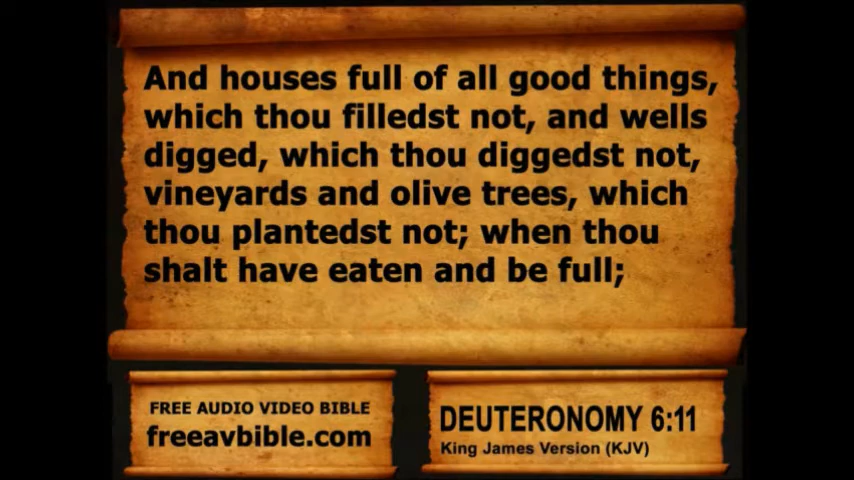 And houses full of all good things,
which thou filledst not, and wells
digged, which thou diggedst not,
vineyards and olive trees, which
thou plantedst not; when thou
shalt have eaten and be full;
FREE AUDIO VIDEO BIBLE
freeavbible.com
DEUTERONOMY 6:11
King James Version (KJV)